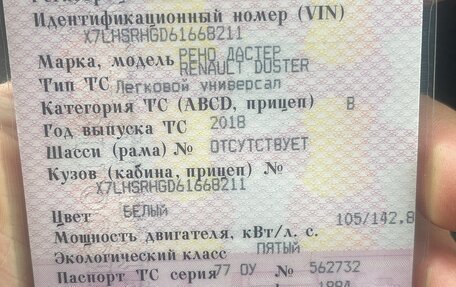 Идентификационный номер (VIN)
X7LHSRHGD61668211
Марка, модель РЕНО ДАСТЕР
RENAULT DUSTER
Тип ТС Легковой универсал
Категория ТС (ABCD, прицеп) B
Год выпуска ТС 2018
Шасси (рама) № ОТСУТСТВУЕТ
Кузов (кабина, прицеп) №
X7LHSRHGD61668211
Цвет БЕЛЫЙ
Мощность двигателя, кВт/л. с. 105/142,8
Экологический класс ПЯТЫЙ
Паспорт ТС серия 77 ОУ № 562732